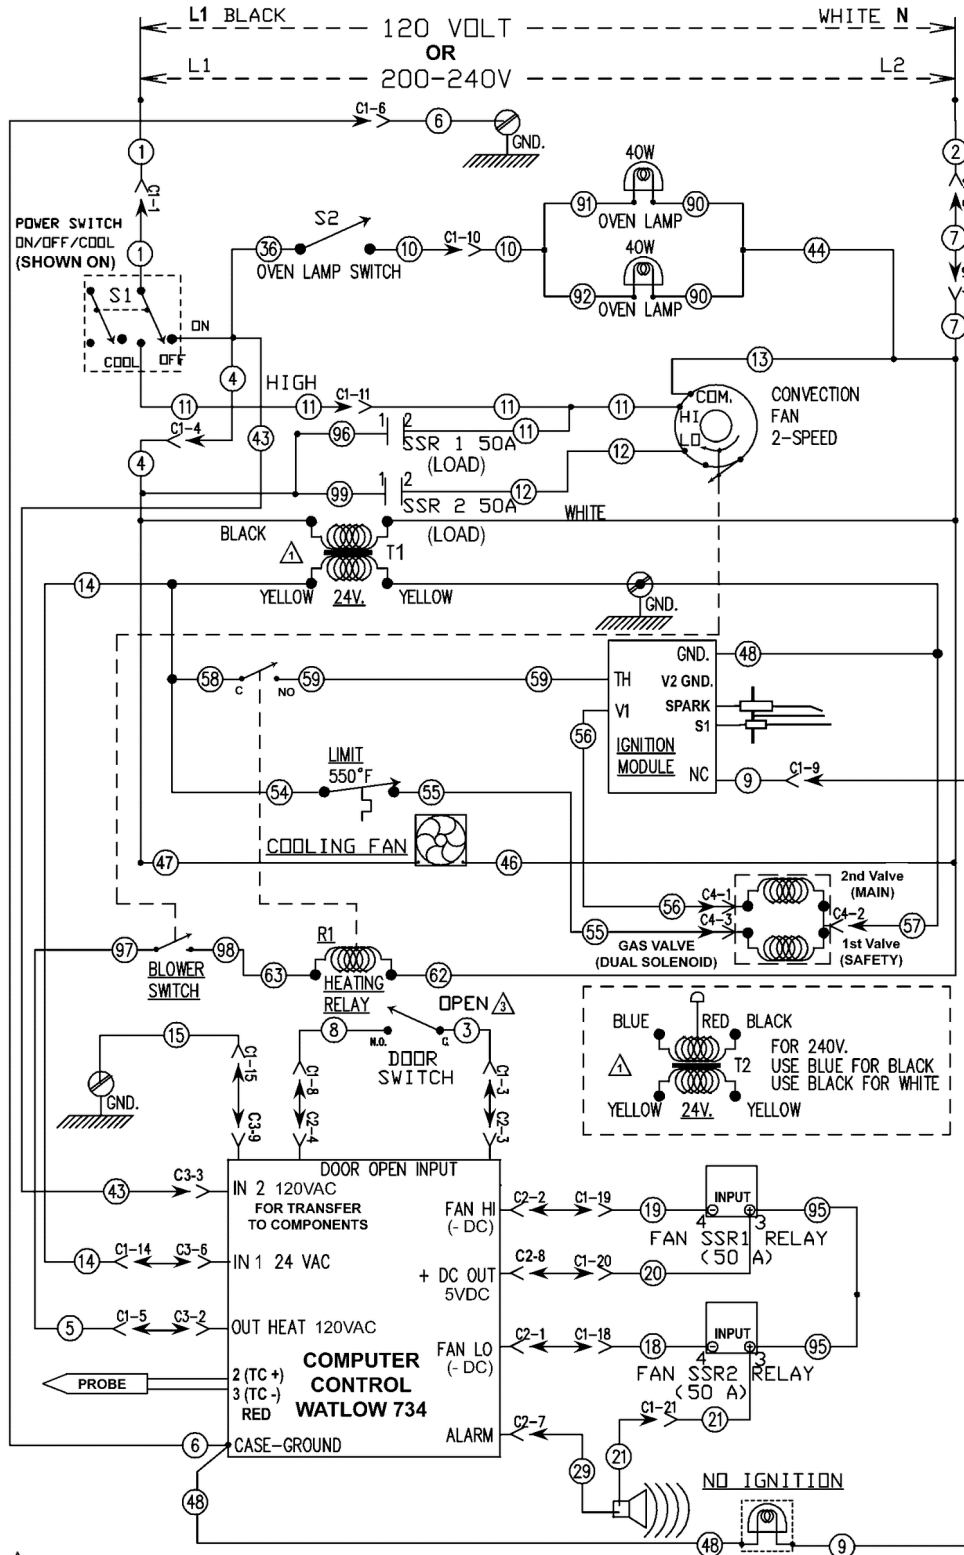 L1 BLACK
120 VOLT
WHITE N
OR
L1
200-240V
L2
C1-6
6
GND.
1
2
C1-1
40W
7
POWER SWITCH
ON/OFF/COOL
(SHOWN ON)
S2
91
90
OVEN LAMP
1
36
10
C1-10
10
44
OVEN LAMP SWITCH
40W
S1
92
90
OVEN LAMP
7
ON
COOL
OFF
13
4
HIGH
C1-11
COM.
CONVECTION
FAN
2-SPEED
11
11
11
11
HI
C1-4
43
96
1
2
11
LO
SSR 1 50A
(LOAD)
12
4
99
1
2
12
SSR 2 50A
(LOAD)
WHITE
BLACK
1
T1
14
YELLOW
24V.
YELLOW
GND.
GND.
48
58
C
NO
59
59
TH
V2 GND.
V1
SPARK
S1
56
IGNITION
MODULE
LIMIT
550°F
NC
9
C1-9
54
55
COOLING FAN
47
46
2nd Valve
(MAIN)
56
C4-1
C4-3
C4-2
57
55
GAS VALVE
(DUAL SOLENOID)
1st Valve
(SAFETY)
97
98
R1
BLOWER
SWITCH
63
62
HEATING
RELAY
OPEN 3
15
8
N.O.
C.
3
DOOR
SWITCH
BLUE
RED
BLACK
1
T2
FOR 240V.
USE BLUE FOR BLACK
USE BLACK FOR WHITE
YELLOW
24V.
YELLOW
GND.
C1-15
C1-8
C1-3
C3-9
C2-4
C2-3
DOOR OPEN INPUT
43
C3-3
IN 2 120VAC
FOR TRANSFER
TO COMPONENTS
FAN HI
(- DC)
C2-2
C1-19
19
INPUT
4
3
95
FAN SSR1 RELAY
(50 A)
14
C1-14
C3-6
IN 1 24 VAC
+ DC OUT
5VDC
C2-8
C1-20
20
5
C1-5
C3-2
OUT HEAT 120VAC
FAN LO
(- DC)
C2-1
C1-18
18
INPUT
4
3
95
FAN SSR2 RELAY
(50 A)
COMPUTER
CONTROL
WATLOW 734
PROBE
2 (TC +)
3 (TC -)
RED
C1-21
21
6
CASE-GROUND
ALARM
C2-7
29
21
48
NO IGNITION
48
9